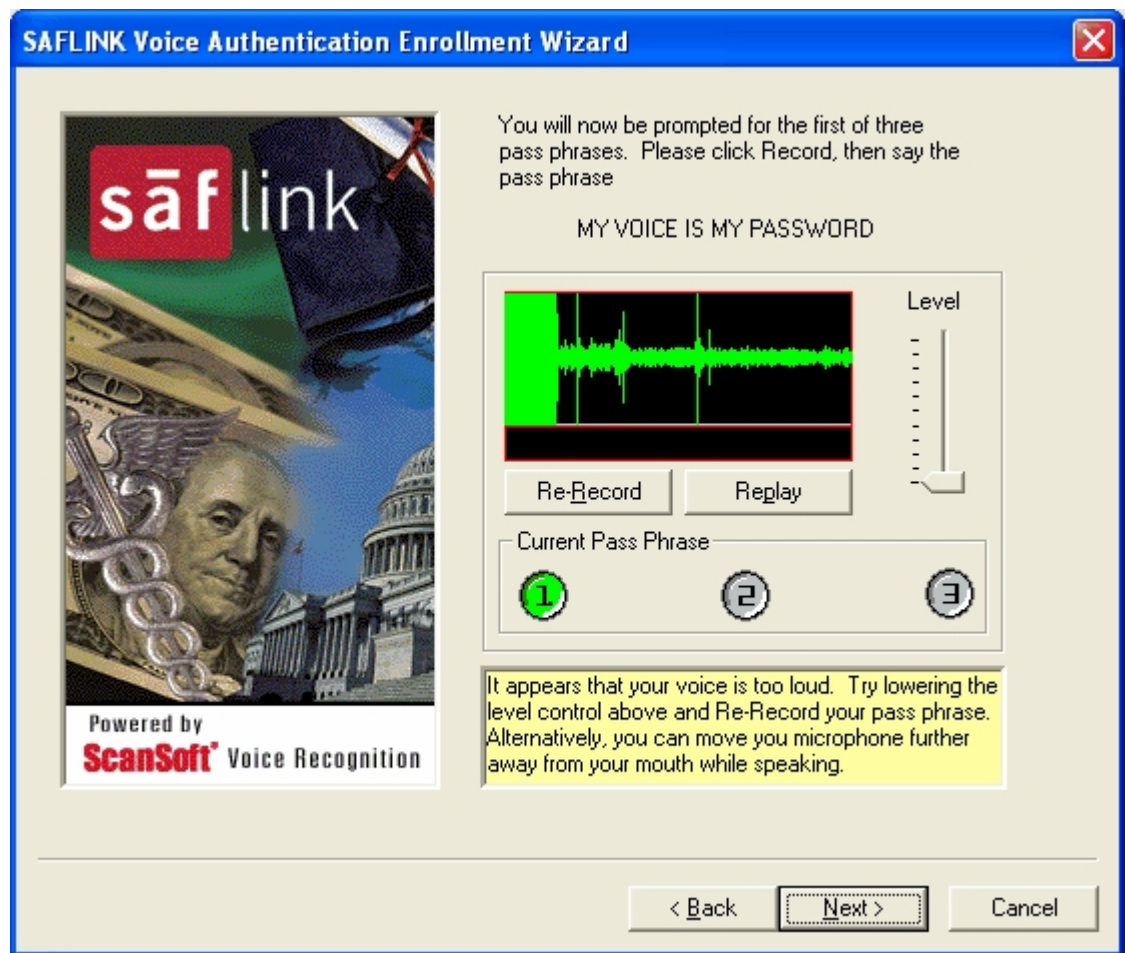 SAFLINK Voice Authentication Enrollment Wizard
säflink
You will now be prompted for the first of three
pass phrases. Please click Record, then say the
pass phrase
MY VOICE IS MY PASSWORD
Level
Re-Record
Replay
Current Pass Phrase
1
2
3
It appears that your voice is too loud. Try lowering the
level control above and Re-Record your pass phrase.
Alternatively, you can move you microphone further
away from your mouth while speaking.
Powered by
ScanSoft Voice Recognition
< Back
Next >
Cancel